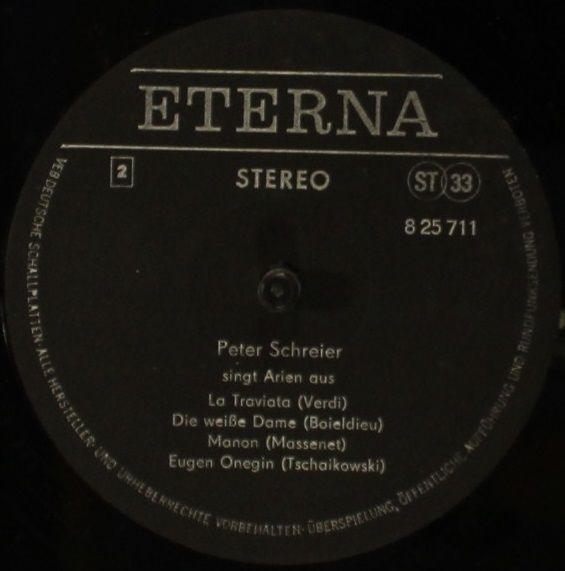 ETERNA
2
STEREO
ST 33
8 25 711
Peter Schreier
singt Arien aus
La Traviata (Verdi)
Die weiße Dame (Boieldieu)
Manon (Massenet)
Eugen Onegin (Tschaikowski)
VEB DEUTSCHE SCHALLPLATTEN ALLE HERSTELLER- UND URHEBERRECHTE VORBEHALTEN · ÜBERSPIELUNG, ÖFFENTLICHE AUFFÜHRUNG UND RUNDFUNKSENDUNG VERBOTEN